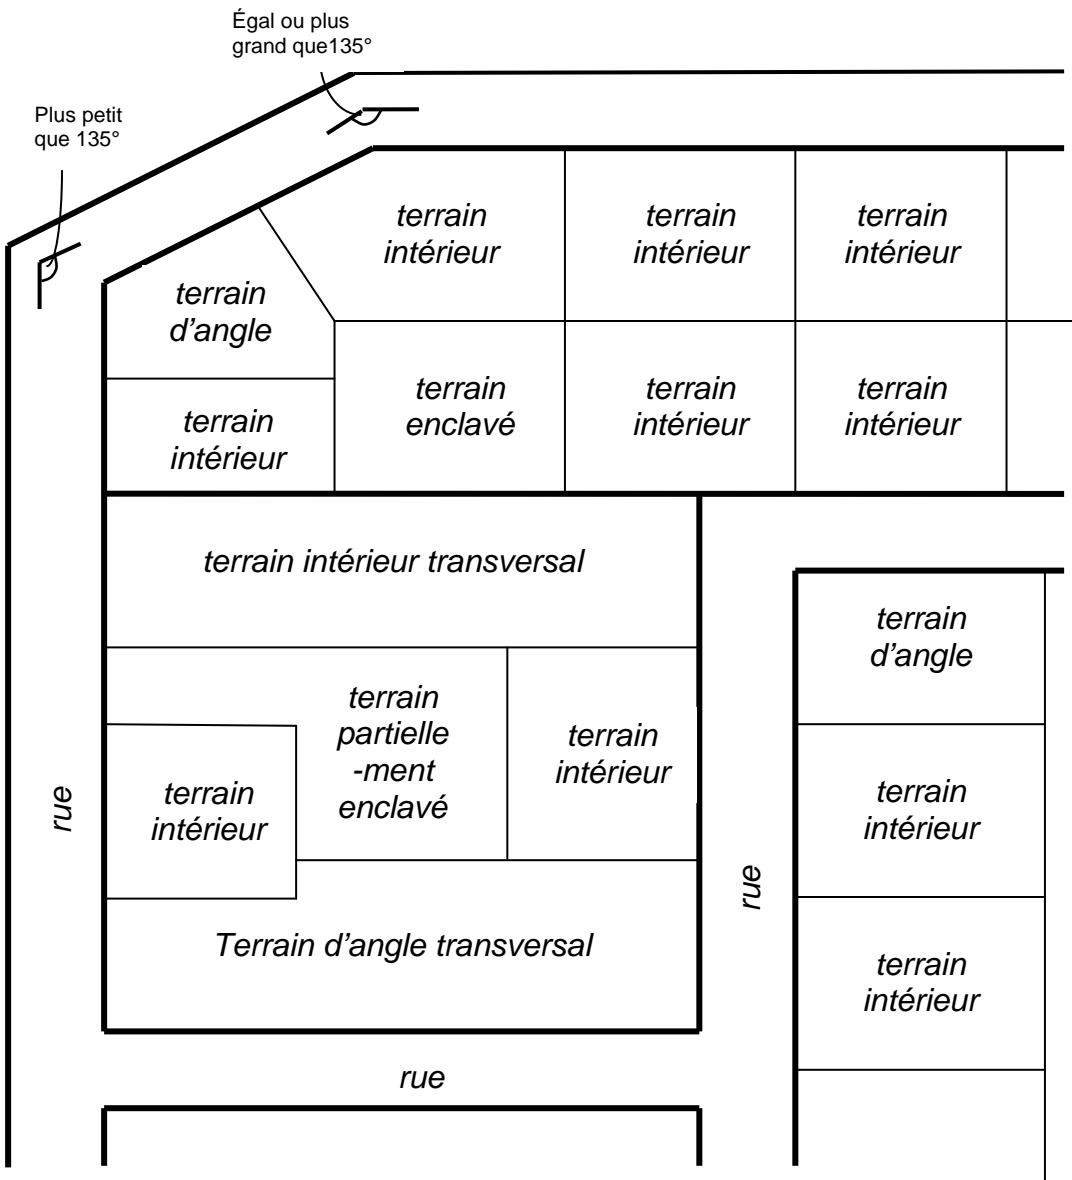 Égal ou plus
grand que135°
Plus petit
que 135°
terrain
intérieur
terrain
intérieur
terrain
intérieur
terrain
d'angle
terrain
enclavé
terrain
intérieur
terrain
intérieur
terrain
intérieur
terrain intérieur transversal
terrain
d'angle
terrain
partielle
-ment
enclavé
terrain
intérieur
terrain
intérieur
terrain
intérieur
rue
rue
Terrain d'angle transversal
terrain
intérieur
rue